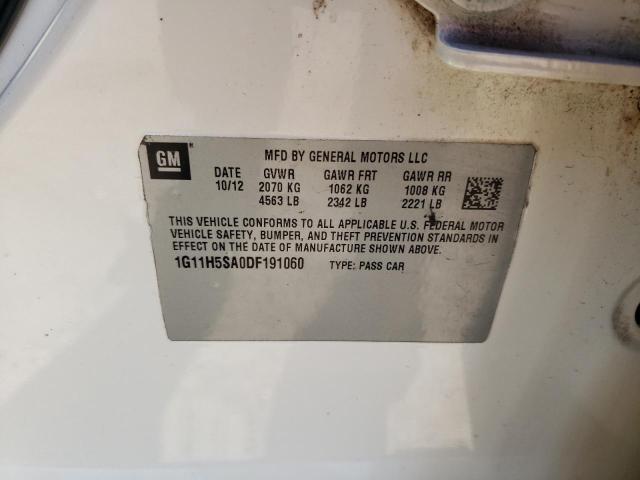 GM
MFD BY GENERAL MOTORS LLC
DATE GVWR GAWR FRT GAWR RR
10/12 2070 KG 1062 KG 1008 KG
4563 LB 2342 LB 2221 LB
THIS VEHICLE CONFORMS TO ALL APPLICABLE U.S. FEDERAL MOTOR
VEHICLE SAFETY, BUMPER, AND THEFT PREVENTION STANDARDS IN
EFFECT ON THE DATE OF MANUFACTURE SHOWN ABOVE.
1G11H5SA0DF191060 TYPE: PASS CAR